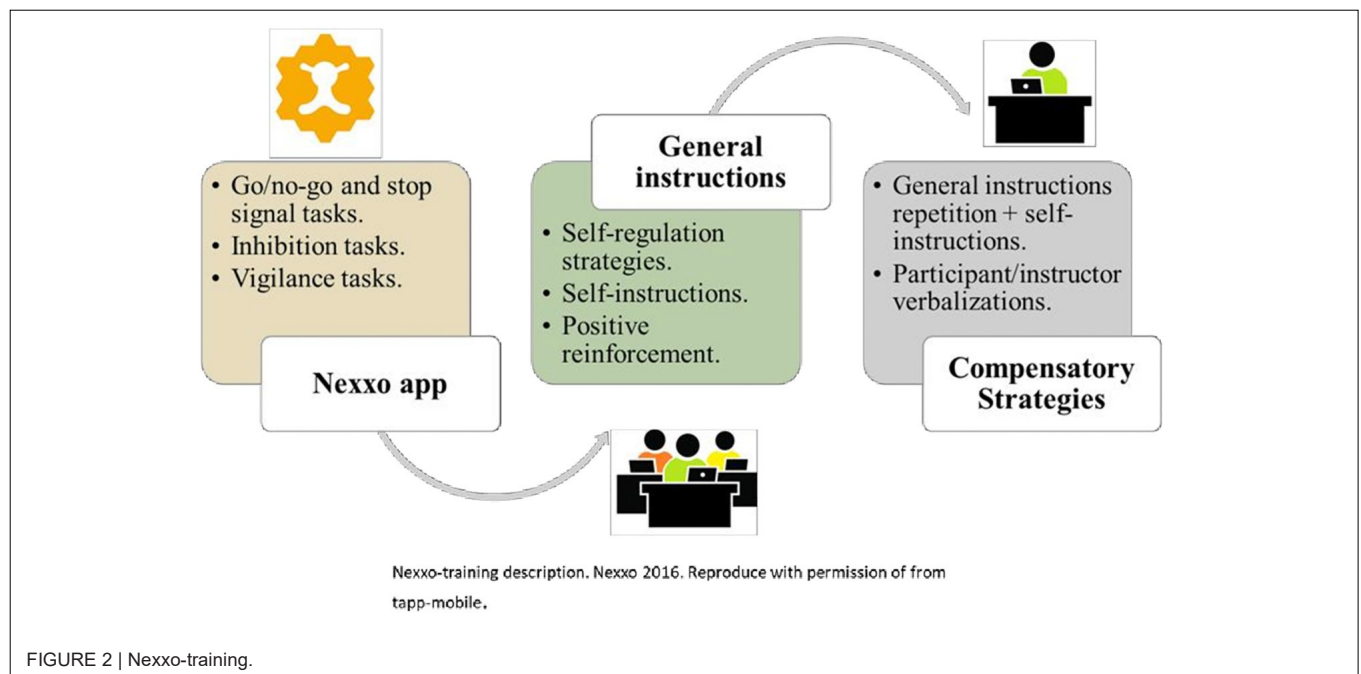 • Go/no-go and stop
signal tasks.
• Inhibition tasks.
• Vigilance tasks.
Nexxo app
General
instructions
• Self-regulation
strategies.
• Self-instructions.
• Positive
reinforcement.
• General instructions
repetition + self-
instructions.
• Participant/instructor
verbalizations.
Compensatory
Strategies
Nexxo-training description. Nexxo 2016. Reproduce with permission of from
tapp-mobile.
FIGURE 2 | Nexxo-training.